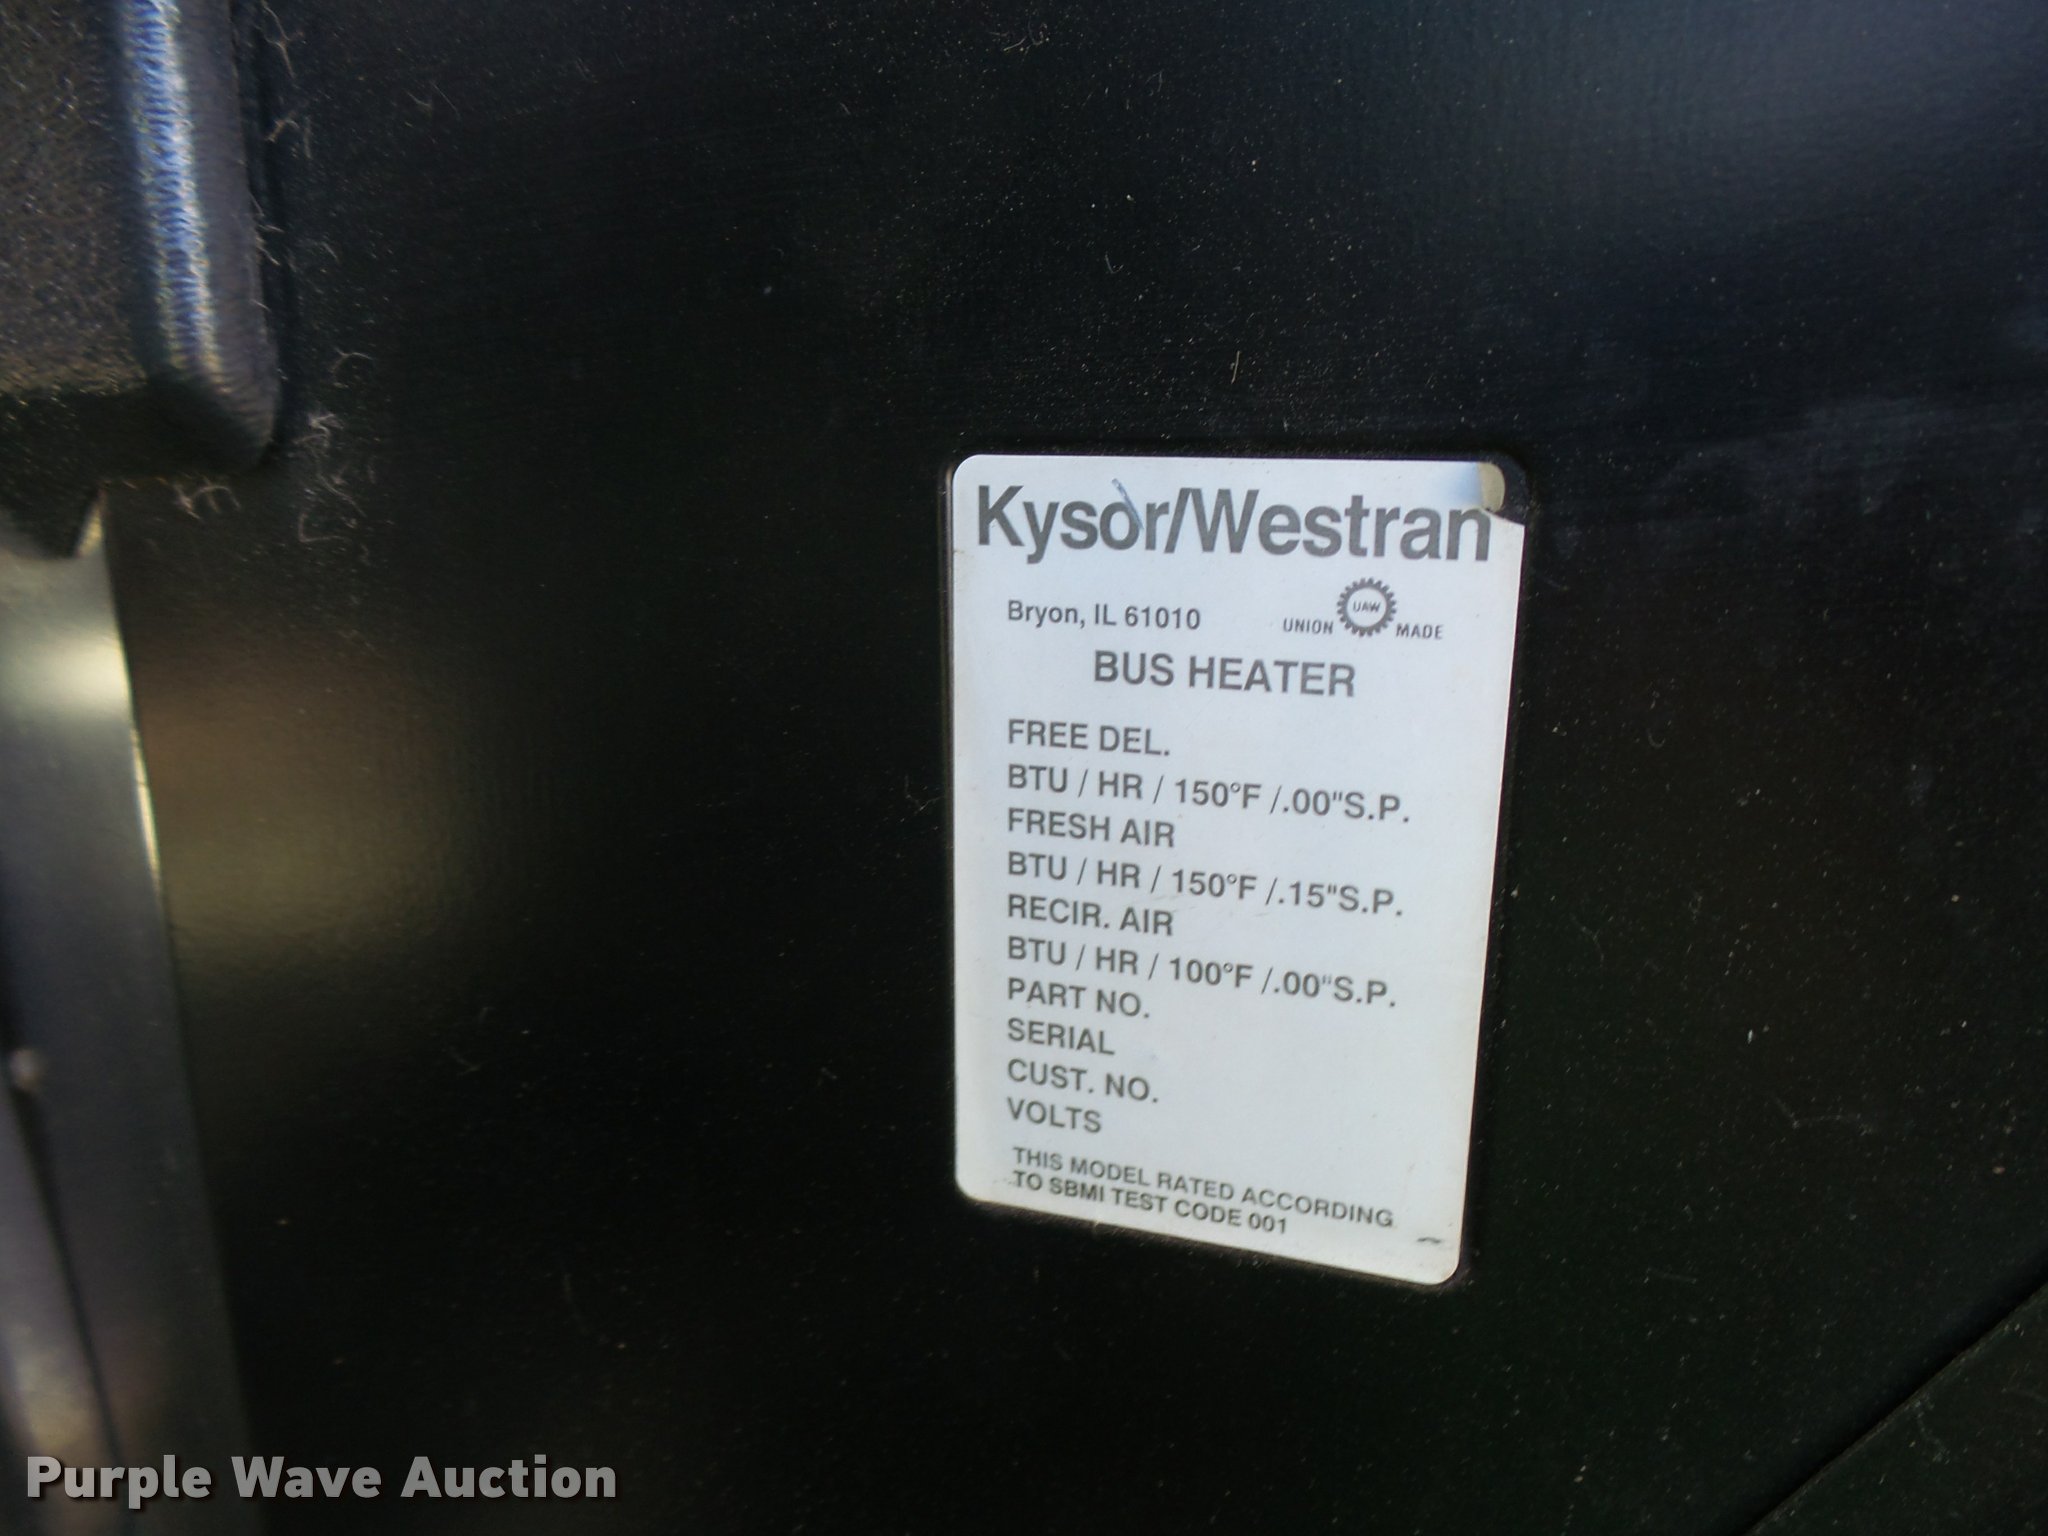 Kysor/Westran
Bryon, IL 61010
UNION UAW MADE
BUS HEATER
FREE DEL.
BTU / HR / 150°F /.00"S.P.
FRESH AIR
BTU / HR / 150°F /.15"S.P.
RECIR. AIR
BTU / HR / 100°F /.00"S.P.
PART NO.
SERIAL
CUST. NO.
VOLTS
THIS MODEL RATED ACCORDING
TO SBMI TEST CODE 001
Purple Wave Auction